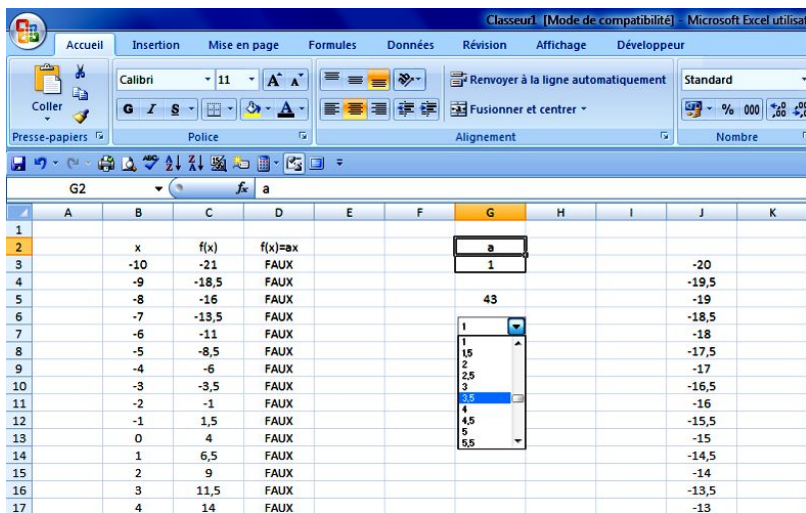 Classeur1 [Mode de compatibilité] - Microsoft Excel utilisat
Accueil Insertion Mise en page Formules Données Révision Affichage Développeur
Coller
Calibri 11 A A
Renvoyer à la ligne automatiquement
Standard
G I S A
Fusionner et centrer
% 000 ,00
Presse-papiers Police Alignement Nombre
G2 fx a
A B C D E F G H I J K
1
2 x f(x) f(x)=ax a
3 -10 -21 FAUX 1 -20
4 -9 -18,5 FAUX -19,5
5 -8 -16 FAUX 43 -19
6 -7 -13,5 FAUX -18,5
1
7 -6 -11 FAUX -18
8 -5 -8,5 FAUX -17,5
9 -4 -6 FAUX -17
10 -3 -3,5 FAUX -16,5
11 -2 -1 FAUX -16
12 -1 1,5 FAUX -15,5
13 0 4 FAUX -15
14 1 6,5 FAUX -14,5
15 2 9 FAUX -14
16 3 11,5 FAUX -13,5
17 4 14 FAUX -13
1
1,5
2
2,5
3
3,5
4
4,5
5
5,5